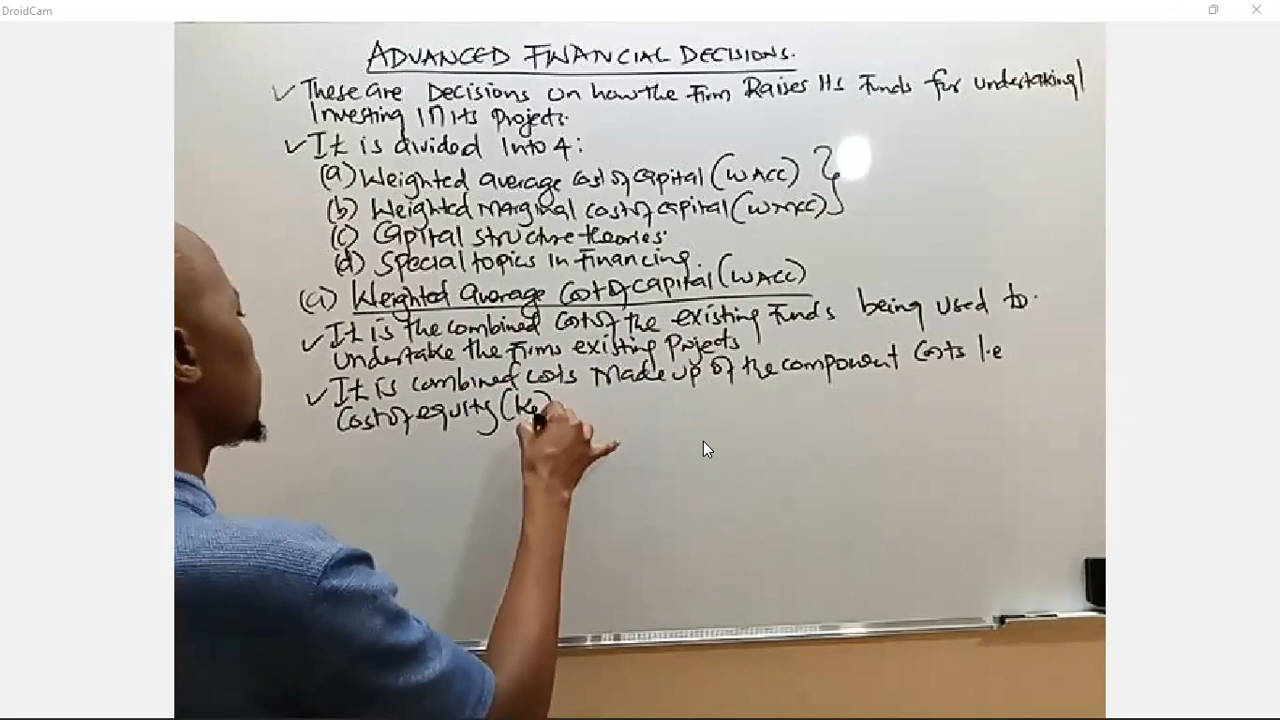 DroidCam
ADVANCED FINANCIAL DECISIONS.
✓ These are Decisions on how the Firm Raises Its Funds for undertaking/
Investing In its Projects.
✓ It is divided Into 4:
(a) Weighted average cost of capital (WACC)
(b) Weighted Marginal cost of capital (WMCC)
(c) Capital structure theories.
(d) Special topics In Financing.
(a) Weighted average Cost of capital (WACC)
✓ It is the combined costs of the existing Funds being used to
undertake the Firms existing Projects
✓ It is combined costs Made up of the component Costs I.e
Cost of equity (Ke)